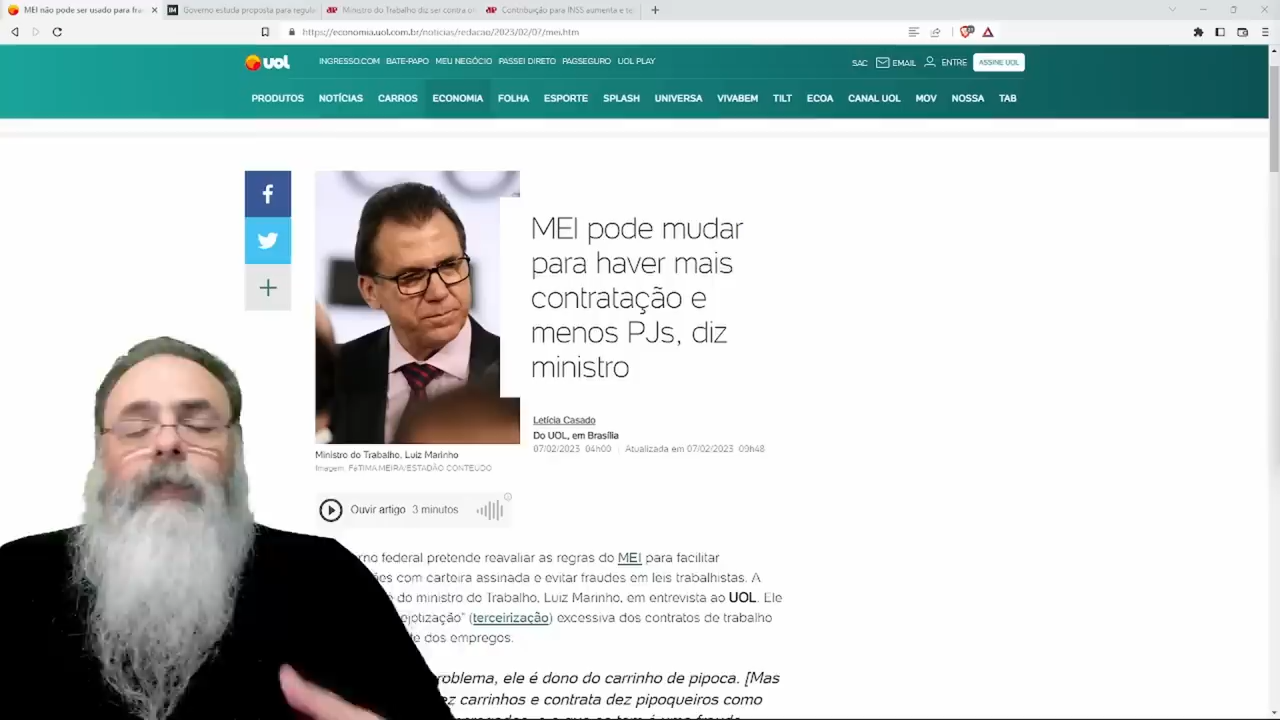 MEI não pode ser usado para fra
Governo estuda proposta para regula
Ministro do Trabalho diz ser contra o
Contribuição para INSS aumenta e te
https://economia.uol.com.br/noticias/redacao/2023/02/07/mei.htm
uol
INGRESSO.COM BATE-PAPO MEU NEGÓCIO PASSEI DIRETO PAGSEGURO UOL PLAY
SAC EMAIL ENTRE ASSINE UOL
PRODUTOS NOTÍCIAS CARROS ECONOMIA FOLHA ESPORTE SPLASH UNIVERSA VIVABEM TILT ECOA CANAL UOL MOV NOSSA TAB
MEI pode mudar
para haver mais
contratação e
menos PJs, diz
ministro
Letícia Casado
Do UOL, em Brasília
07/02/2023 04h00 | Atualizada em 07/02/2023 09h48
Ministro do Trabalho, Luiz Marinho
Imagem: FáTIMA MEIRA/ESTADÃO CONTEÚDO
Ouvir artigo 3 minutos
rno federal pretende reavaliar as regras do MEI para facilitar
ões com carteira assinada e evitar fraudes em leis trabalhistas. A
do ministro do Trabalho, Luiz Marinho, em entrevista ao UOL. Ele
ejotização" (terceirização) excessiva dos contratos de trabalho
de dos empregos.
roblema, ele é dono do carrinho de pipoca. [Mas
ez carrinhos e contrata dez pipoqueiros como